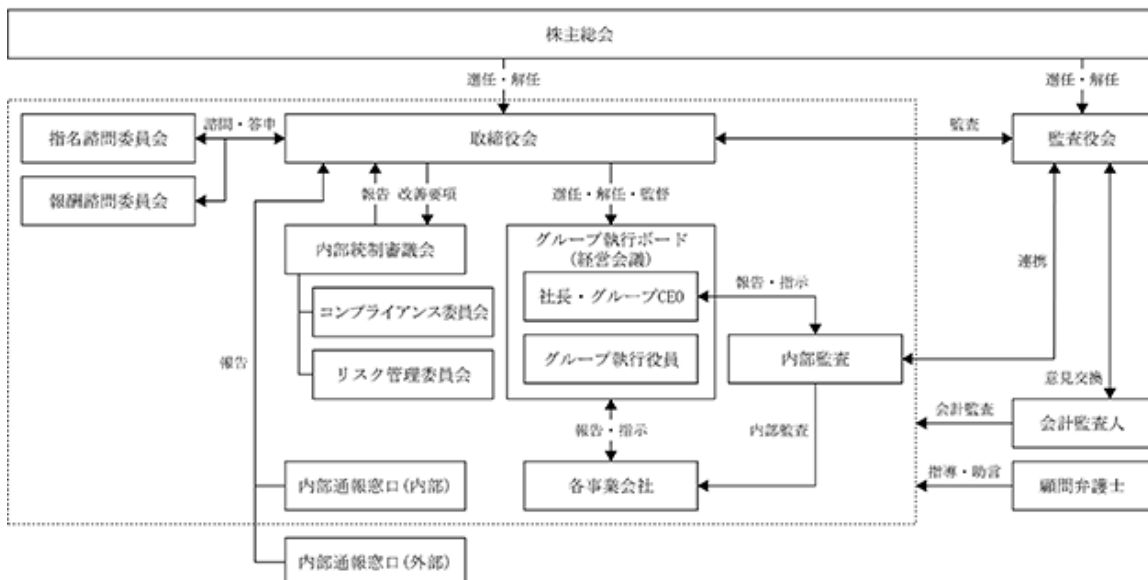 株主総会
選任・解任
選任・解任
指名諮問委員会
諮問・答申
取締役会
監査
監査役会
報酬諮問委員会
報告
改善要項
選任・解任・監督
内部統制審議会
グループ執行ボード
(経営会議)
連携
社長・グループCEO
報告・指示
コンプライアンス委員会
報告
リスク管理委員会
グループ執行役員
内部監査
意見交換
会計監査
会計監査人
報告・指示
内部監査
指導・助言
顧問弁護士
内部通報窓口(内部)
各事業会社
内部通報窓口(外部)